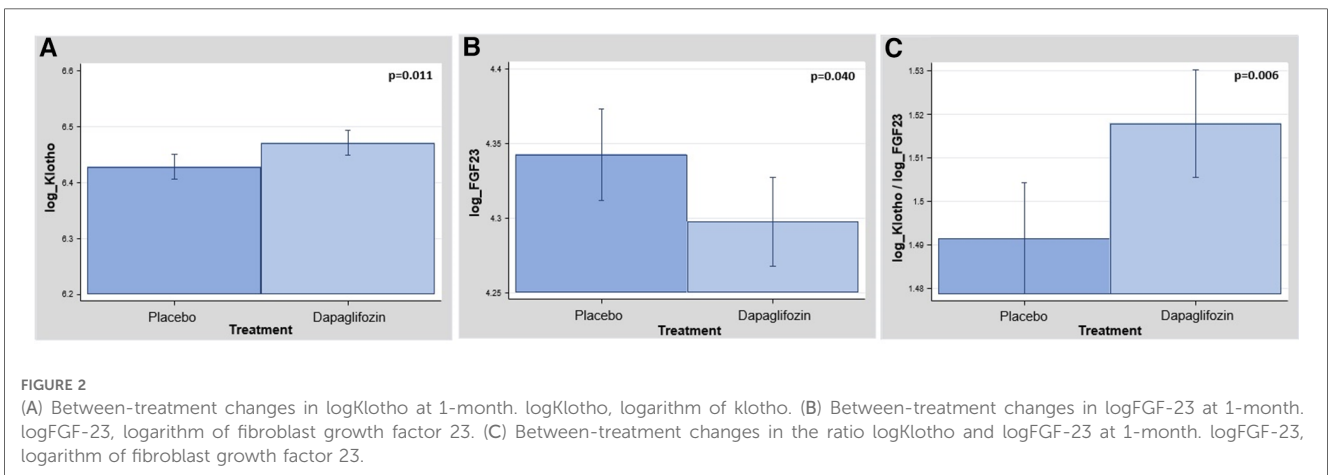 A
p=0.011
log_Klotho
6.6
6.5
6.4
6.3
6.2
Placebo
Dapaglifozin
Treatment
B
p=0.040
log_FGF23
4.4
4.35
4.3
4.25
Placebo
Dapaglifozin
Treatment
C
p=0.006
log_Klotho / log_FGF23
1.53
1.52
1.51
1.5
1.49
1.48
Placebo
Dapaglifozin
Treatment
FIGURE 2
(A) Between-treatment changes in logKlotho at 1-month. logKlotho, logarithm of klotho. (B) Between-treatment changes in logFGF-23 at 1-month.
logFGF-23, logarithm of fibroblast growth factor 23. (C) Between-treatment changes in the ratio logKlotho and logFGF-23 at 1-month. logFGF-23,
logarithm of fibroblast growth factor 23.